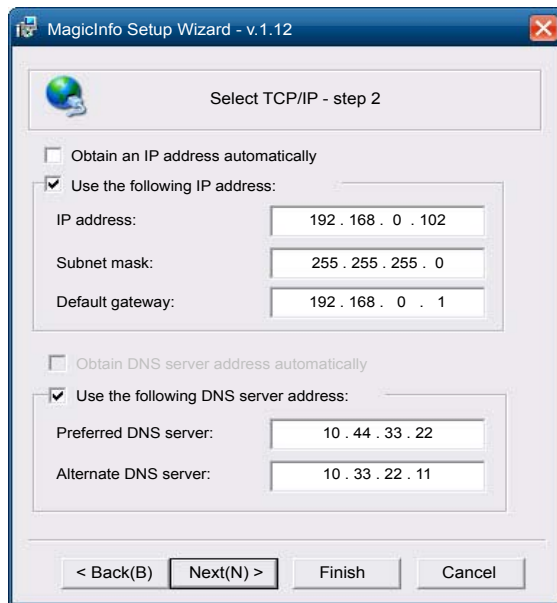 MagicInfo Setup Wizard - v.1.12
Select TCP/IP - step 2
Obtain an IP address automatically
Use the following IP address:
IP address: 192 . 168 . 0 . 102
Subnet mask: 255 . 255 . 255 . 0
Default gateway: 192 . 168 . 0 . 1
Obtain DNS server address automatically
Use the following DNS server address:
Preferred DNS server: 10 . 44 . 33 . 22
Alternate DNS server: 10 . 33 . 22 . 11
< Back(B) Next(N) > Finish Cancel